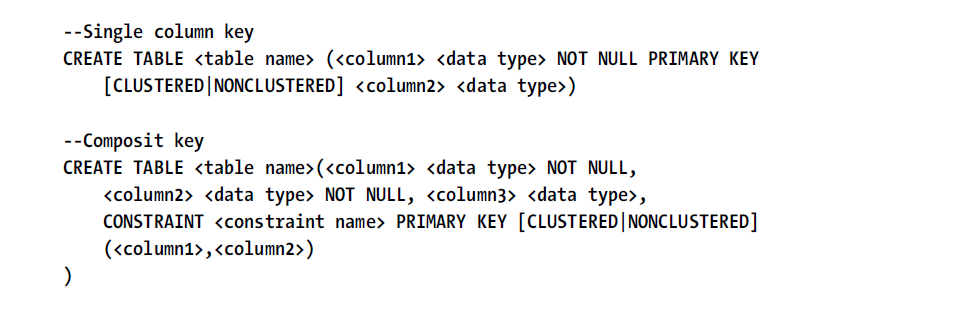 --Single column key
CREATE TABLE <table name> (<column1> <data type> NOT NULL PRIMARY KEY
[CLUSTERED|NONCLUSTERED] <column2> <data type>)
--Composit key
CREATE TABLE <table name>(<column1> <data type> NOT NULL,
<column2> <data type> NOT NULL, <column3> <data type>,
CONSTRAINT <constraint name> PRIMARY KEY [CLUSTERED|NONCLUSTERED]
(<column1>,<column2>)
)